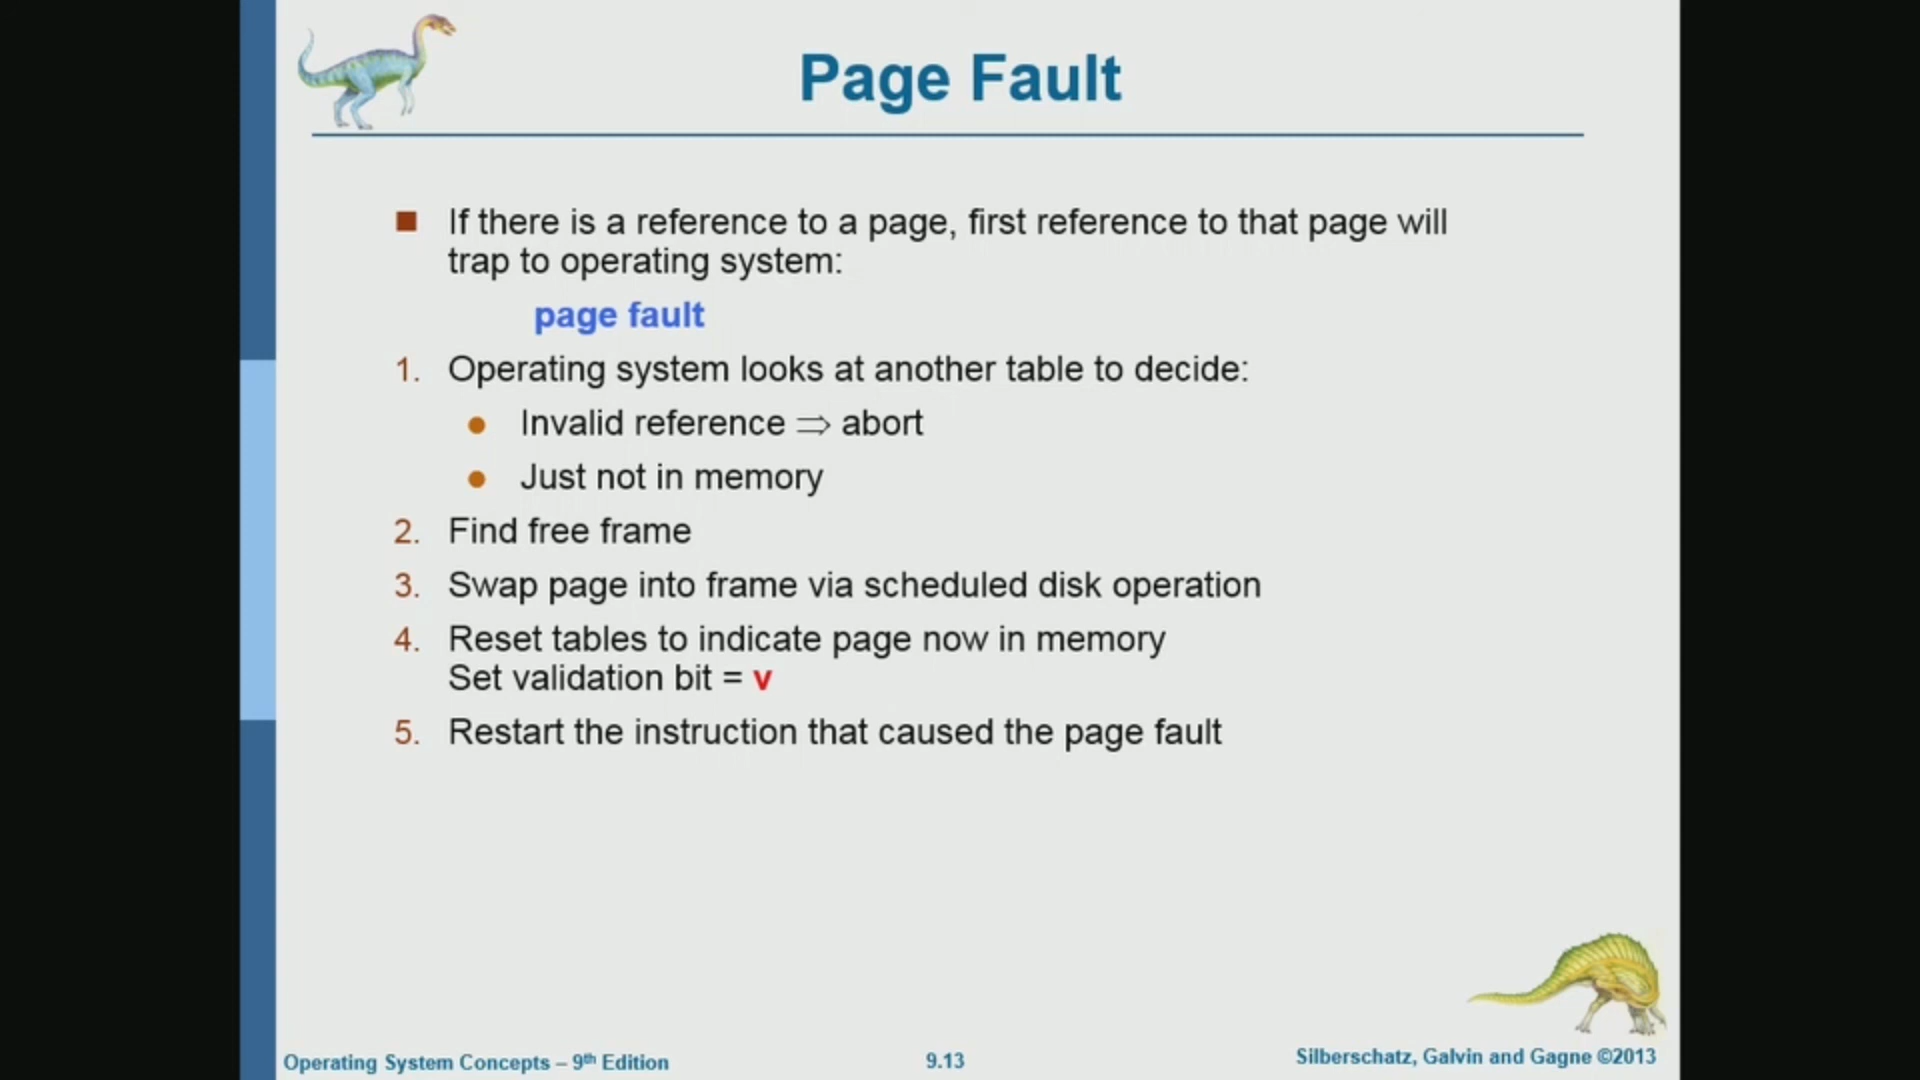 Page Fault
■ If there is a reference to a page, first reference to that page will
trap to operating system:
page fault
1. Operating system looks at another table to decide:
● Invalid reference ⇒ abort
● Just not in memory
2. Find free frame
3. Swap page into frame via scheduled disk operation
4. Reset tables to indicate page now in memory
Set validation bit = v
5. Restart the instruction that caused the page fault
Operating System Concepts – 9th Edition
9.13
Silberschatz, Galvin and Gagne ©2013